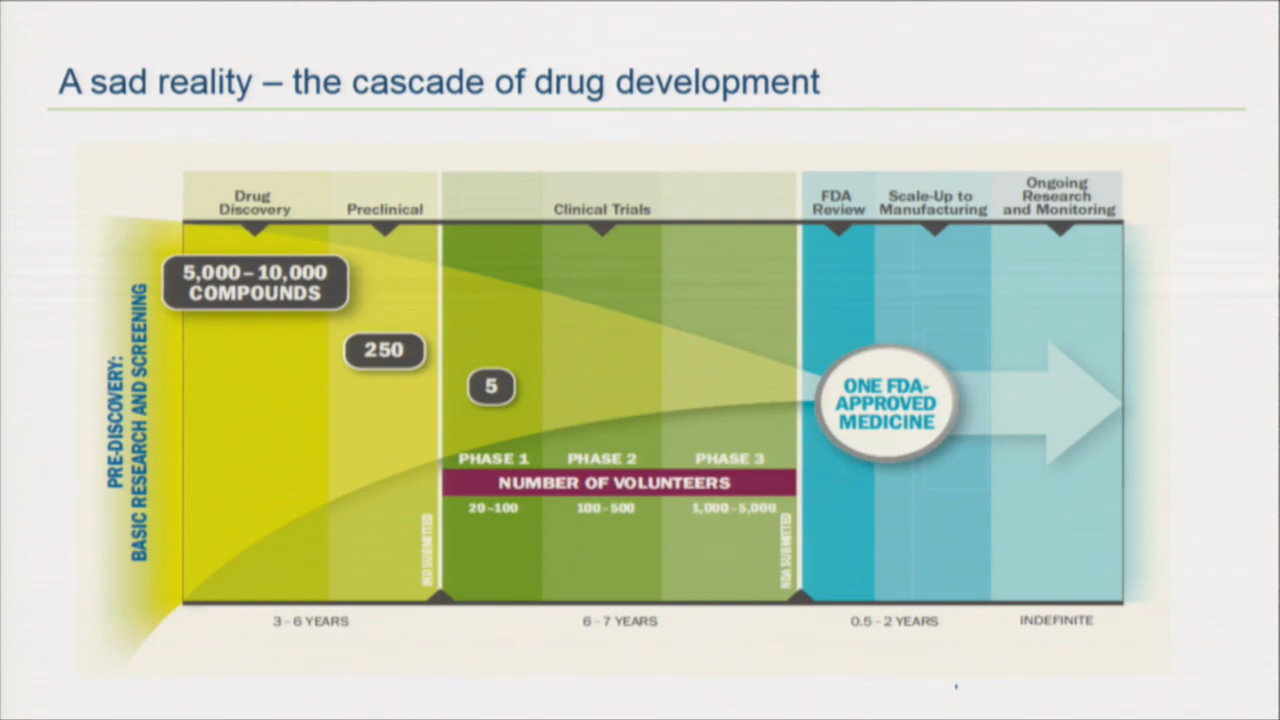 A sad reality – the cascade of drug development
Drug
Discovery
Preclinical
Clinical Trials
FDA
Review
Scale-Up to
Manufacturing
Ongoing
Research
and Monitoring
PRE-DISCOVERY:
BASIC RESEARCH AND SCREENING
5,000–10,000
COMPOUNDS
250
5
ONE FDA-
APPROVED
MEDICINE
PHASE 1
PHASE 2
PHASE 3
NUMBER OF VOLUNTEERS
20–100
100–500
1,000–5,000
IND SUBMITTED
NDA SUBMITTED
3 - 6 YEARS
6 - 7 YEARS
0.5 - 2 YEARS
INDEFINITE